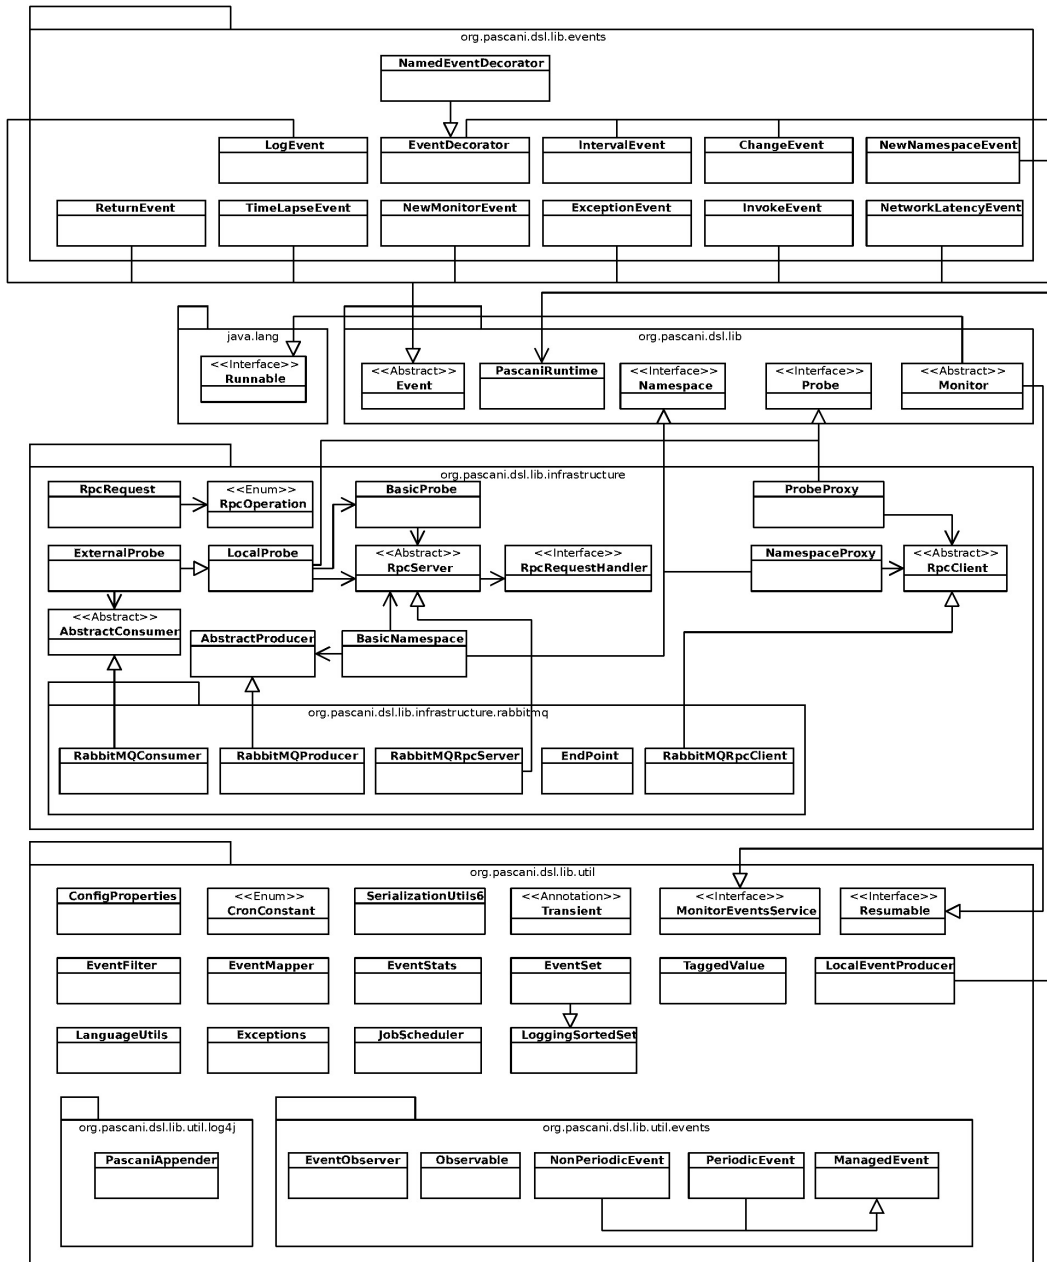 org.pascani.dsl.lib.events
NamedEventDecorator
LogEvent
EventDecorator
IntervalEvent
ChangeEvent
NewNamespaceEvent
ReturnEvent
TimeLapseEvent
NewMonitorEvent
ExceptionEvent
InvokeEvent
NetworkLatencyEvent
java.lang
<<Interface>>
Runnable
org.pascani.dsl.lib
<<Abstract>>
Event
PascaniRuntime
<<Interface>>
Namespace
<<Interface>>
Probe
<<Abstract>>
Monitor
org.pascani.dsl.lib.infrastructure
RpcRequest
<<Enum>>
RpcOperation
BasicProbe
ProbeProxy
ExternalProbe
LocalProbe
<<Abstract>>
RpcServer
<<Interface>>
RpcRequestHandler
NamespaceProxy
<<Abstract>>
RpcClient
<<Abstract>>
AbstractConsumer
AbstractProducer
BasicNamespace
org.pascani.dsl.lib.infrastructure.rabbitmq
RabbitMQConsumer
RabbitMQProducer
RabbitMQRpcServer
EndPoint
RabbitMQRpcClient
org.pascani.dsl.lib.util
ConfigProperties
<<Enum>>
CronConstant
SerializationUtils6
<<Annotation>>
Transient
<<Interface>>
MonitorEventsService
<<Interface>>
Resumable
EventFilter
EventMapper
EventStats
EventSet
TaggedValue
LocalEventProducer
LanguageUtils
Exceptions
JobScheduler
LoggingSortedSet
org.pascani.dsl.lib.util.log4j
PascaniAppender
org.pascani.dsl.lib.util.events
EventObserver
Observable
NonPeriodicEvent
PeriodicEvent
ManagedEvent